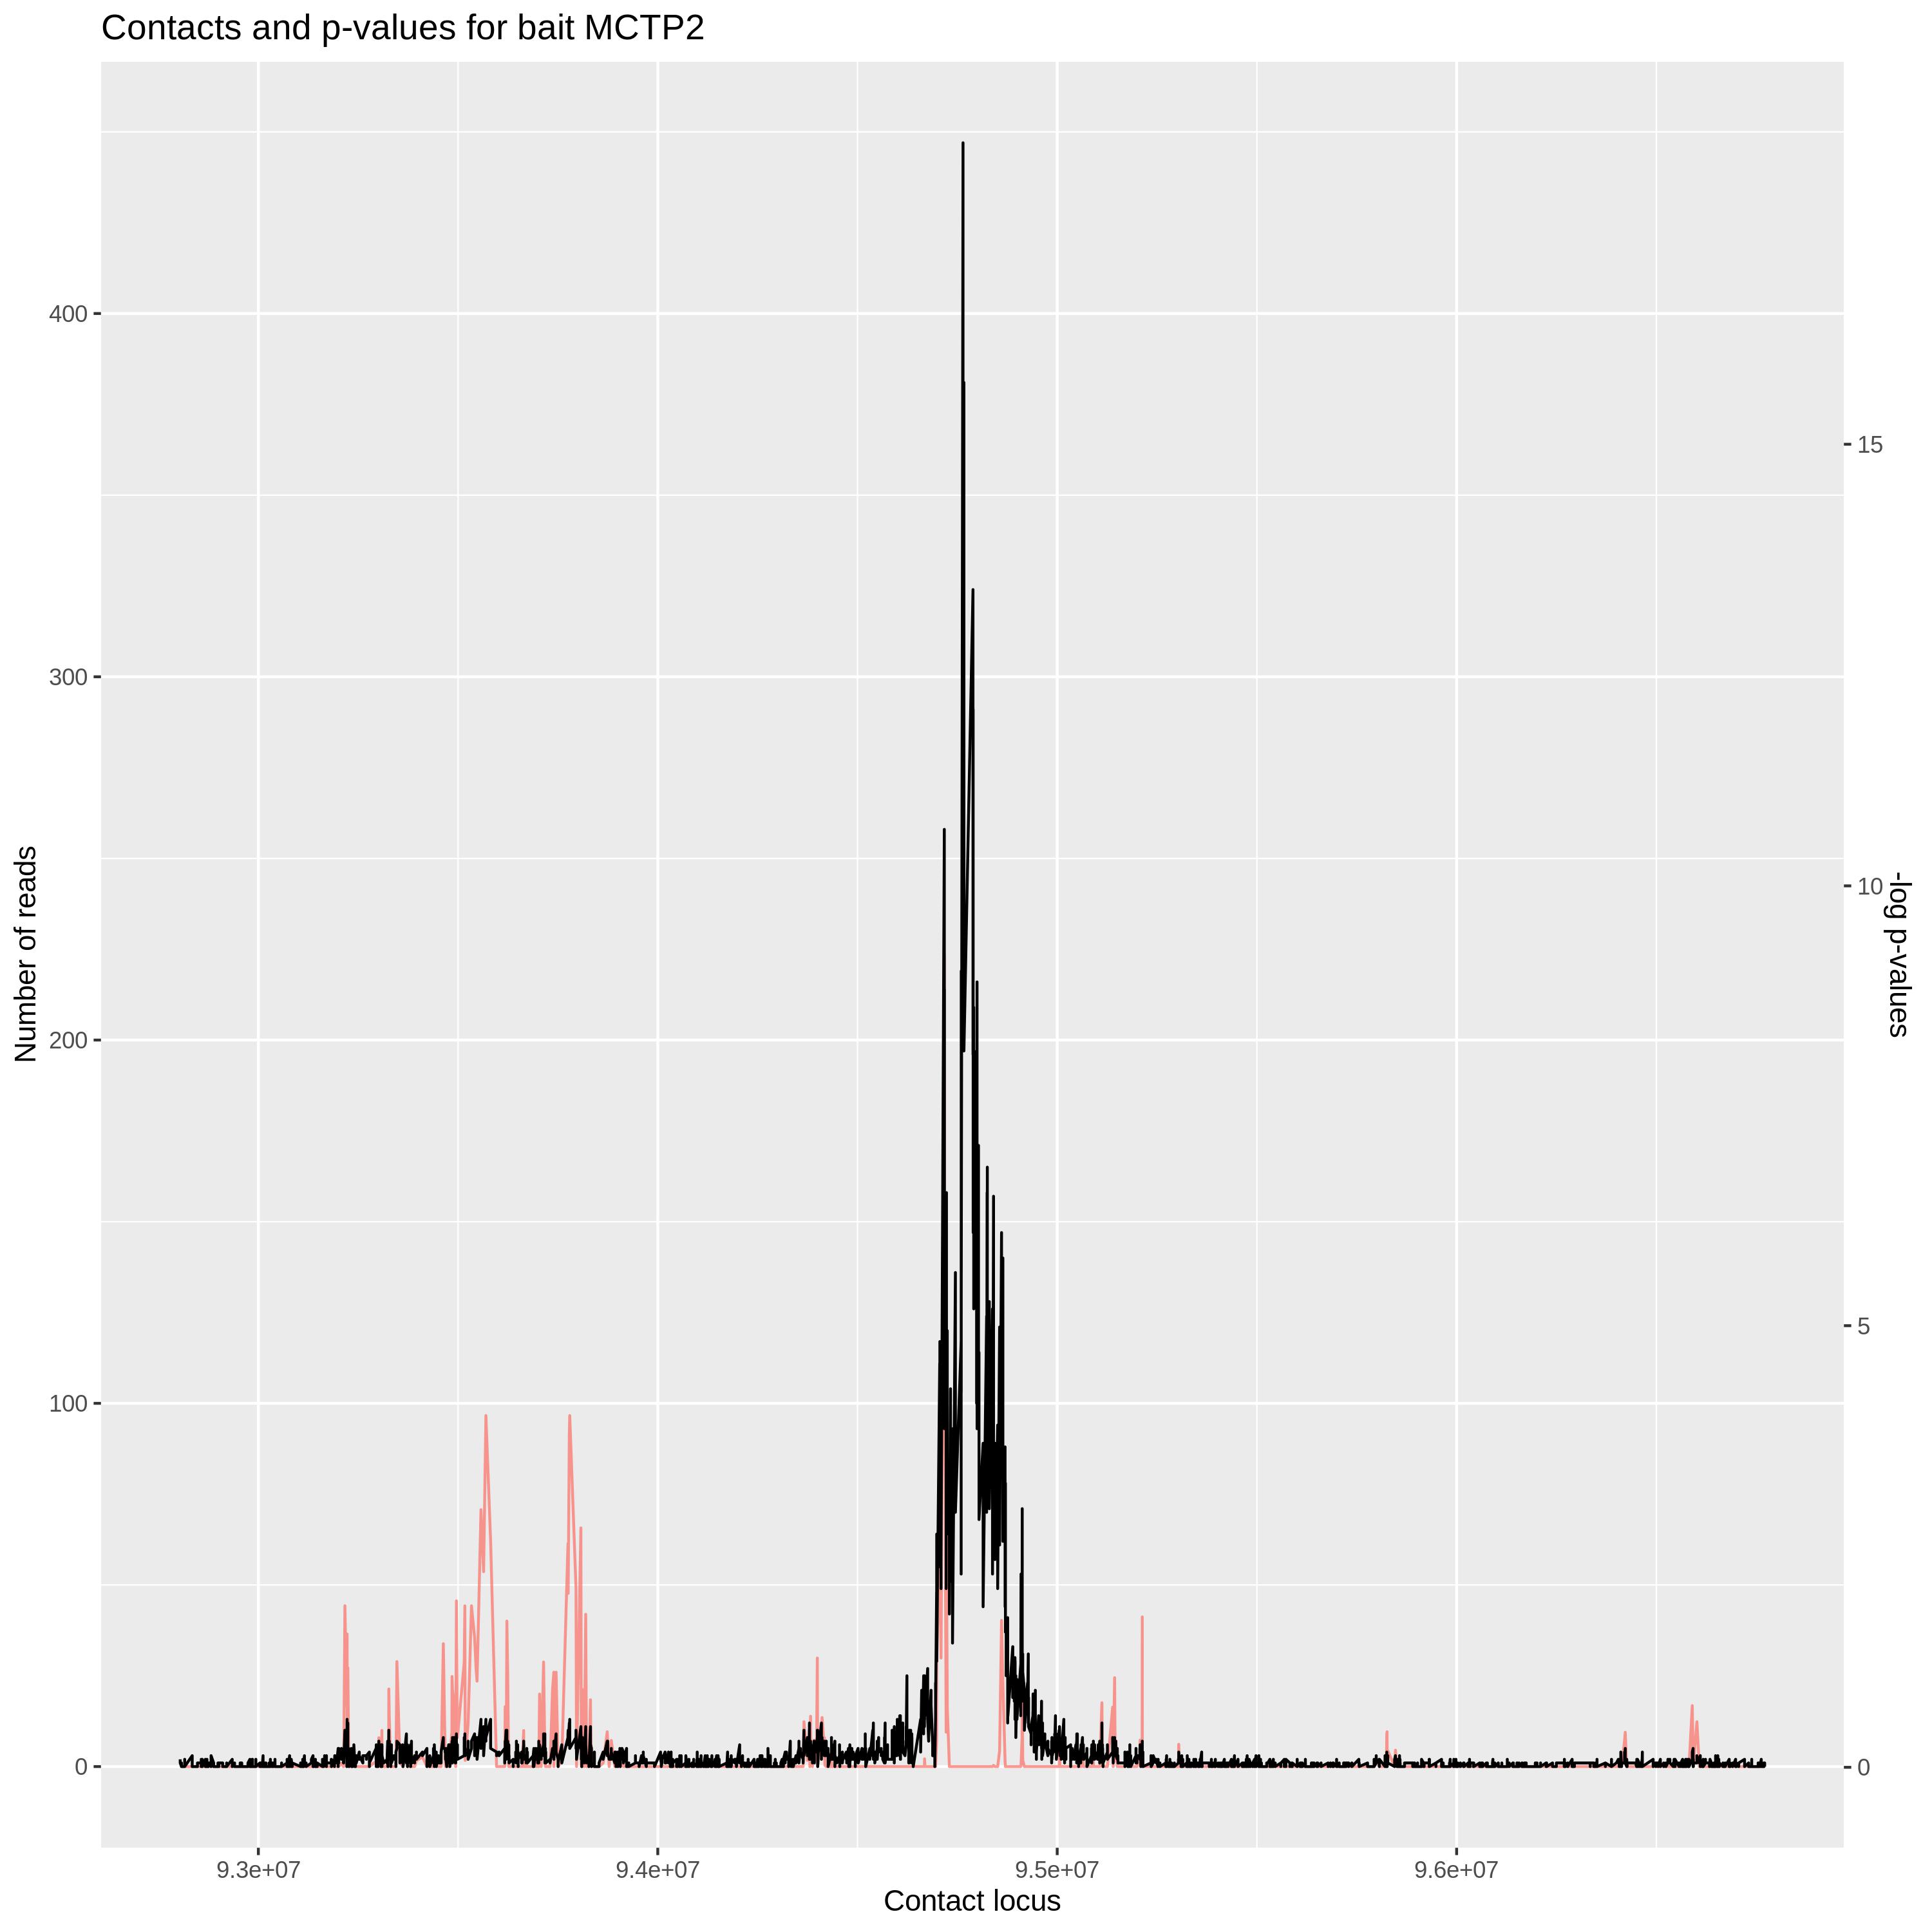 Contacts and p-values for bait MCTP2
400
300
200
100
0
Number of reads
15
10
5
0
-log p-values
9.3e+07
9.4e+07
9.5e+07
9.6e+07
Contact locus